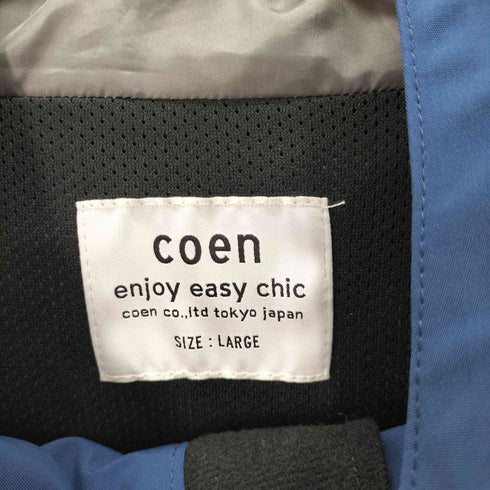 coen
enjoy easy chic
coen co.,ltd tokyo japan
SIZE : LARGE